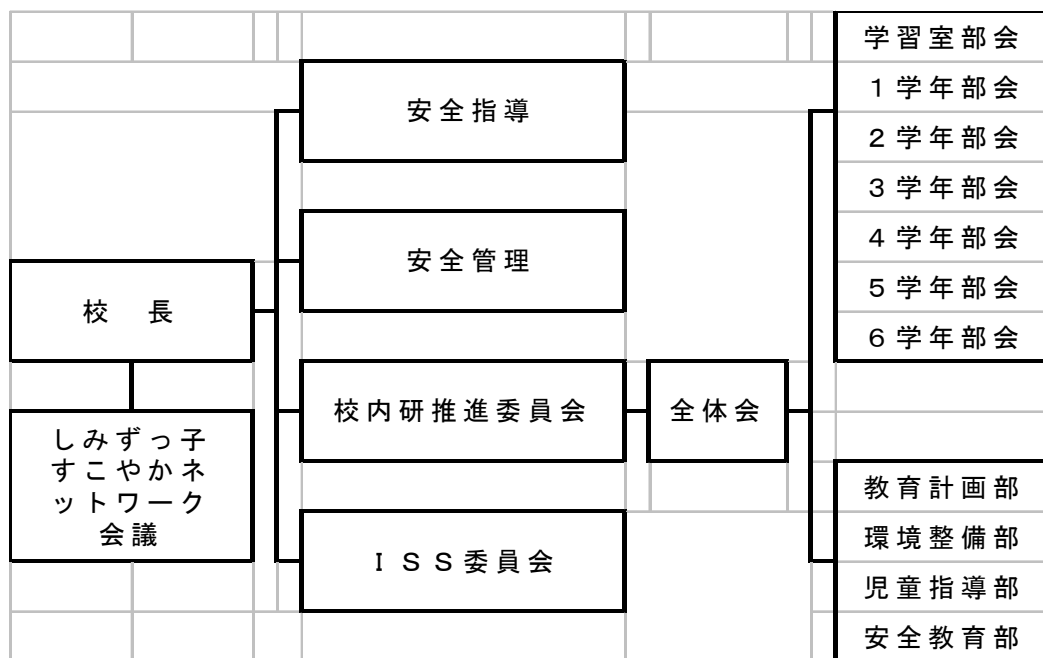 学習室部会
1学年部会
2学年部会
3学年部会
4学年部会
5学年部会
6学年部会
安全指導
安全管理
校　長
校内研推進委員会
全体会
しみずっ子
すこやかネ
ットワーク
会議
ＩＳＳ委員会
教育計画部
環境整備部
児童指導部
安全教育部